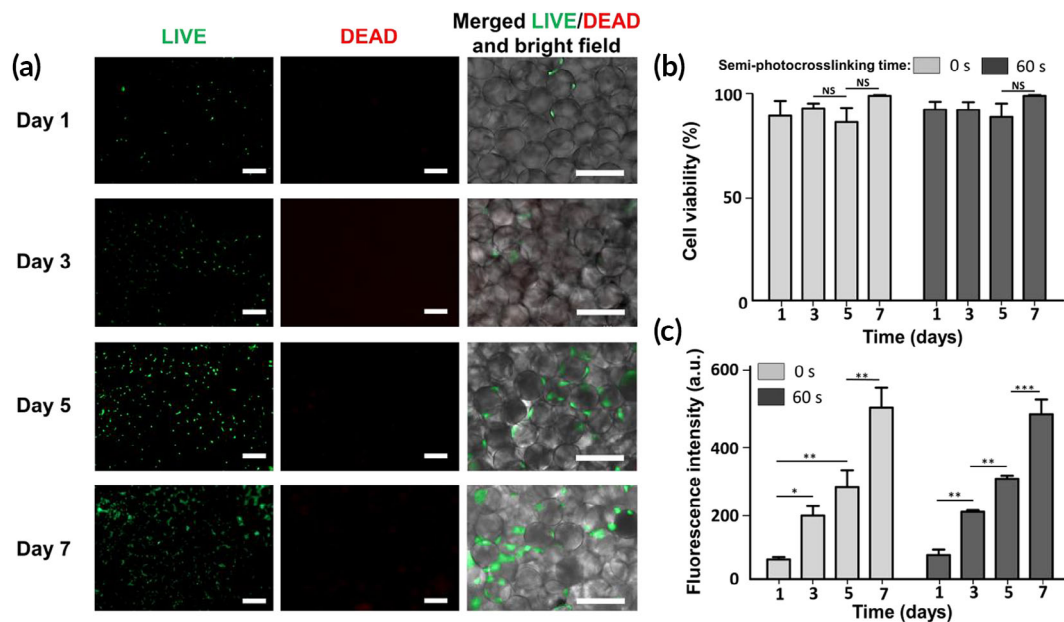 (a)
LIVE
DEAD
Merged LIVE/DEAD
and bright field
Day 1
Day 3
Day 5
Day 7
(b)
Semi-photocrosslinking time: 0 s 60 s
NS NS NS
100
50
0
Cell viability (%)
1 3 5 7 1 3 5 7
Time (days)
(c)
0 s
60 s
600
400
200
0
Fluorescence intensity (a.u.)
* ** ** ** ** ***
1 3 5 7 1 3 5 7
Time (days)